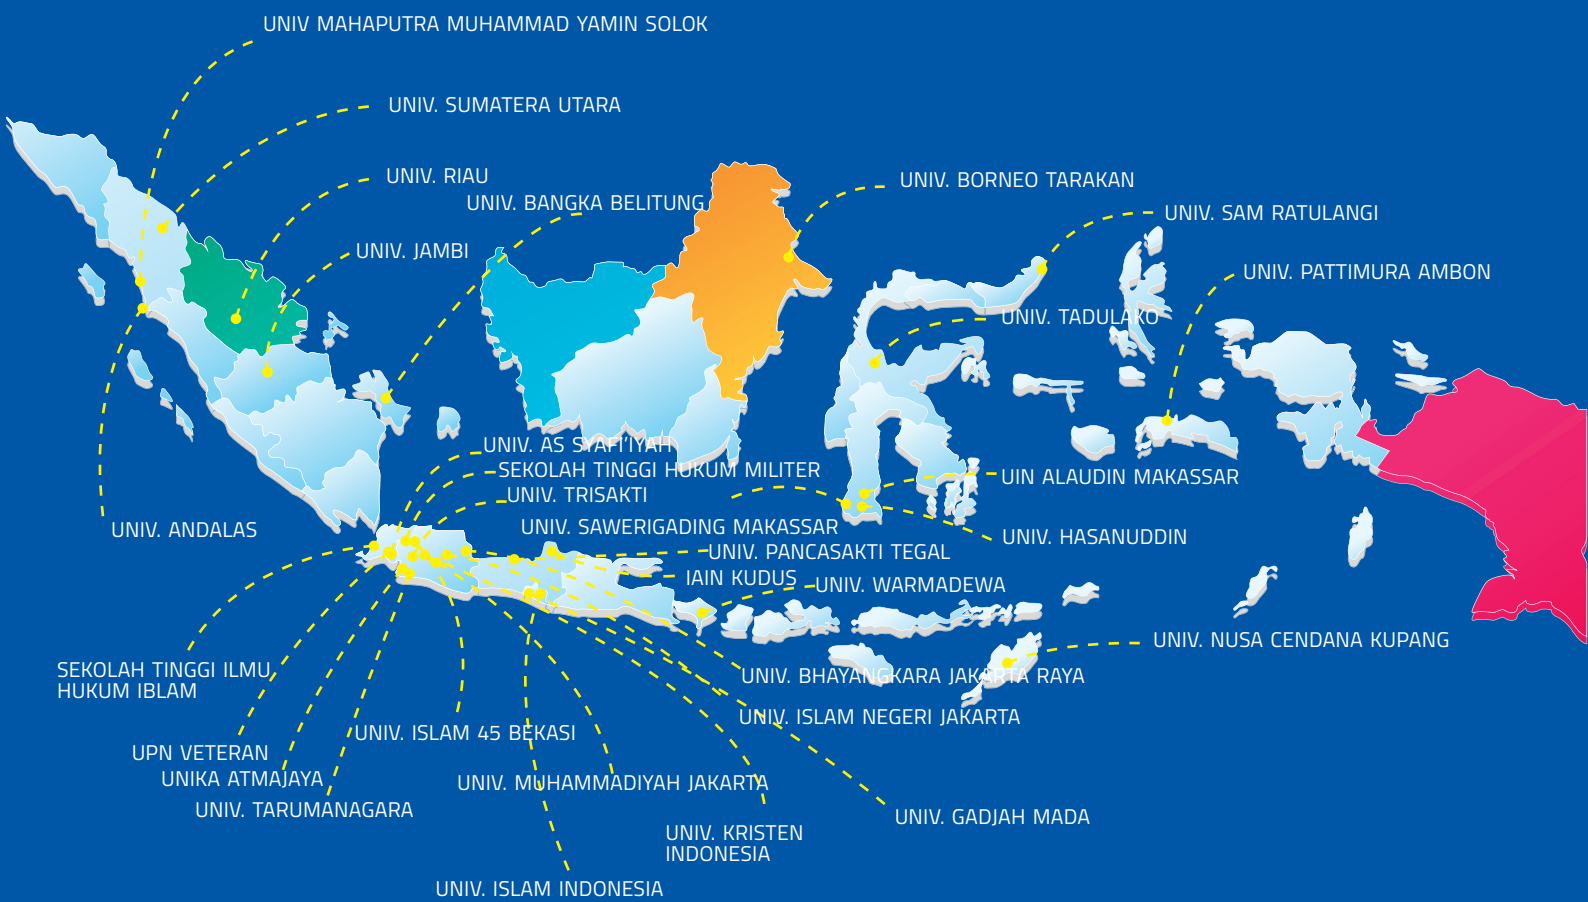 UNIV MAHAPUTRA MUHAMMAD YAMIN SOLOK
UNIV. SUMATERA UTARA
UNIV. RIAU
UNIV. BANGKA BELITUNG
UNIV. JAMBI
UNIV. BORNEO TARAKAN
UNIV. SAM RATULANGI
UNIV. PATTIMURA AMBON
UNIV. TADULAKO
UNIV. AS SYAFI'IYAH
SEKOLAH TINGGI HUKUM MILITER
UNIV. TRISAKTI
UIN ALAUDIN MAKASSAR
UNIV. ANDALAS
UNIV. SAWERIGADING MAKASSAR
UNIV. HASANUDDIN
UNIV. PANCASAKTI TEGAL
IAIN KUDUS
UNIV. WARMADEWA
UNIV. NUSA CENDANA KUPANG
SEKOLAH TINGGI ILMU
HUKUM IBLAM
UNIV. BHAYANGKARA JAKARTA RAYA
UNIV. ISLAM NEGERI JAKARTA
UNIV. ISLAM 45 BEKASI
UPN VETERAN
UNIKA ATMAJAYA
UNIV. MUHAMMADIYAH JAKARTA
UNIV. TARUMANAGARA
UNIV. GADJAH MADA
UNIV. KRISTEN
INDONESIA
UNIV. ISLAM INDONESIA